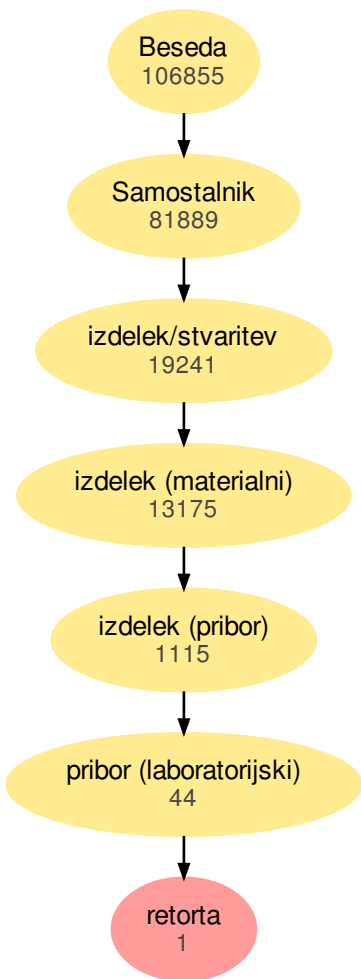 Beseda
106855
Samostalnik
81889
izdelek/stvaritev
19241
izdelek (materialni)
13175
izdelek (pribor)
1115
pribor (laboratorijski)
44
retorta
1